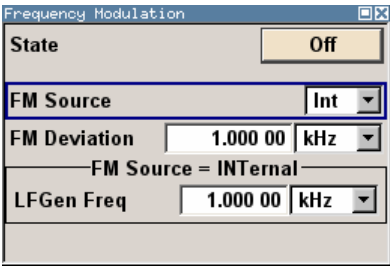 Frequency Modulation
State Off
FM Source Int
FM Deviation 1.000 00 kHz
FM Source = INTernal
LFGen Freq 1.000 00 kHz